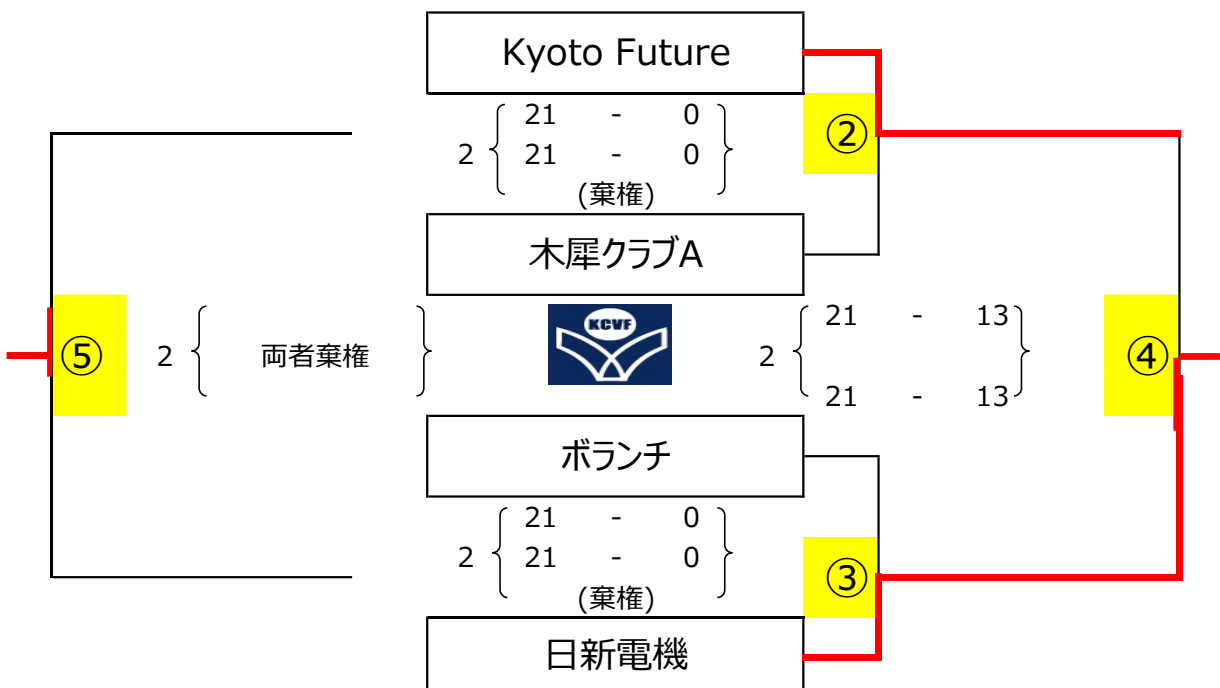 Kyoto Future
21 - 0
2 21 - 0
(棄権)
②
木犀クラブA
⑤
2 両者棄権
KCVF
21 - 13
2
21 - 13
④
ボランチ
21 - 0
2 21 - 0
(棄権)
③
日新電機